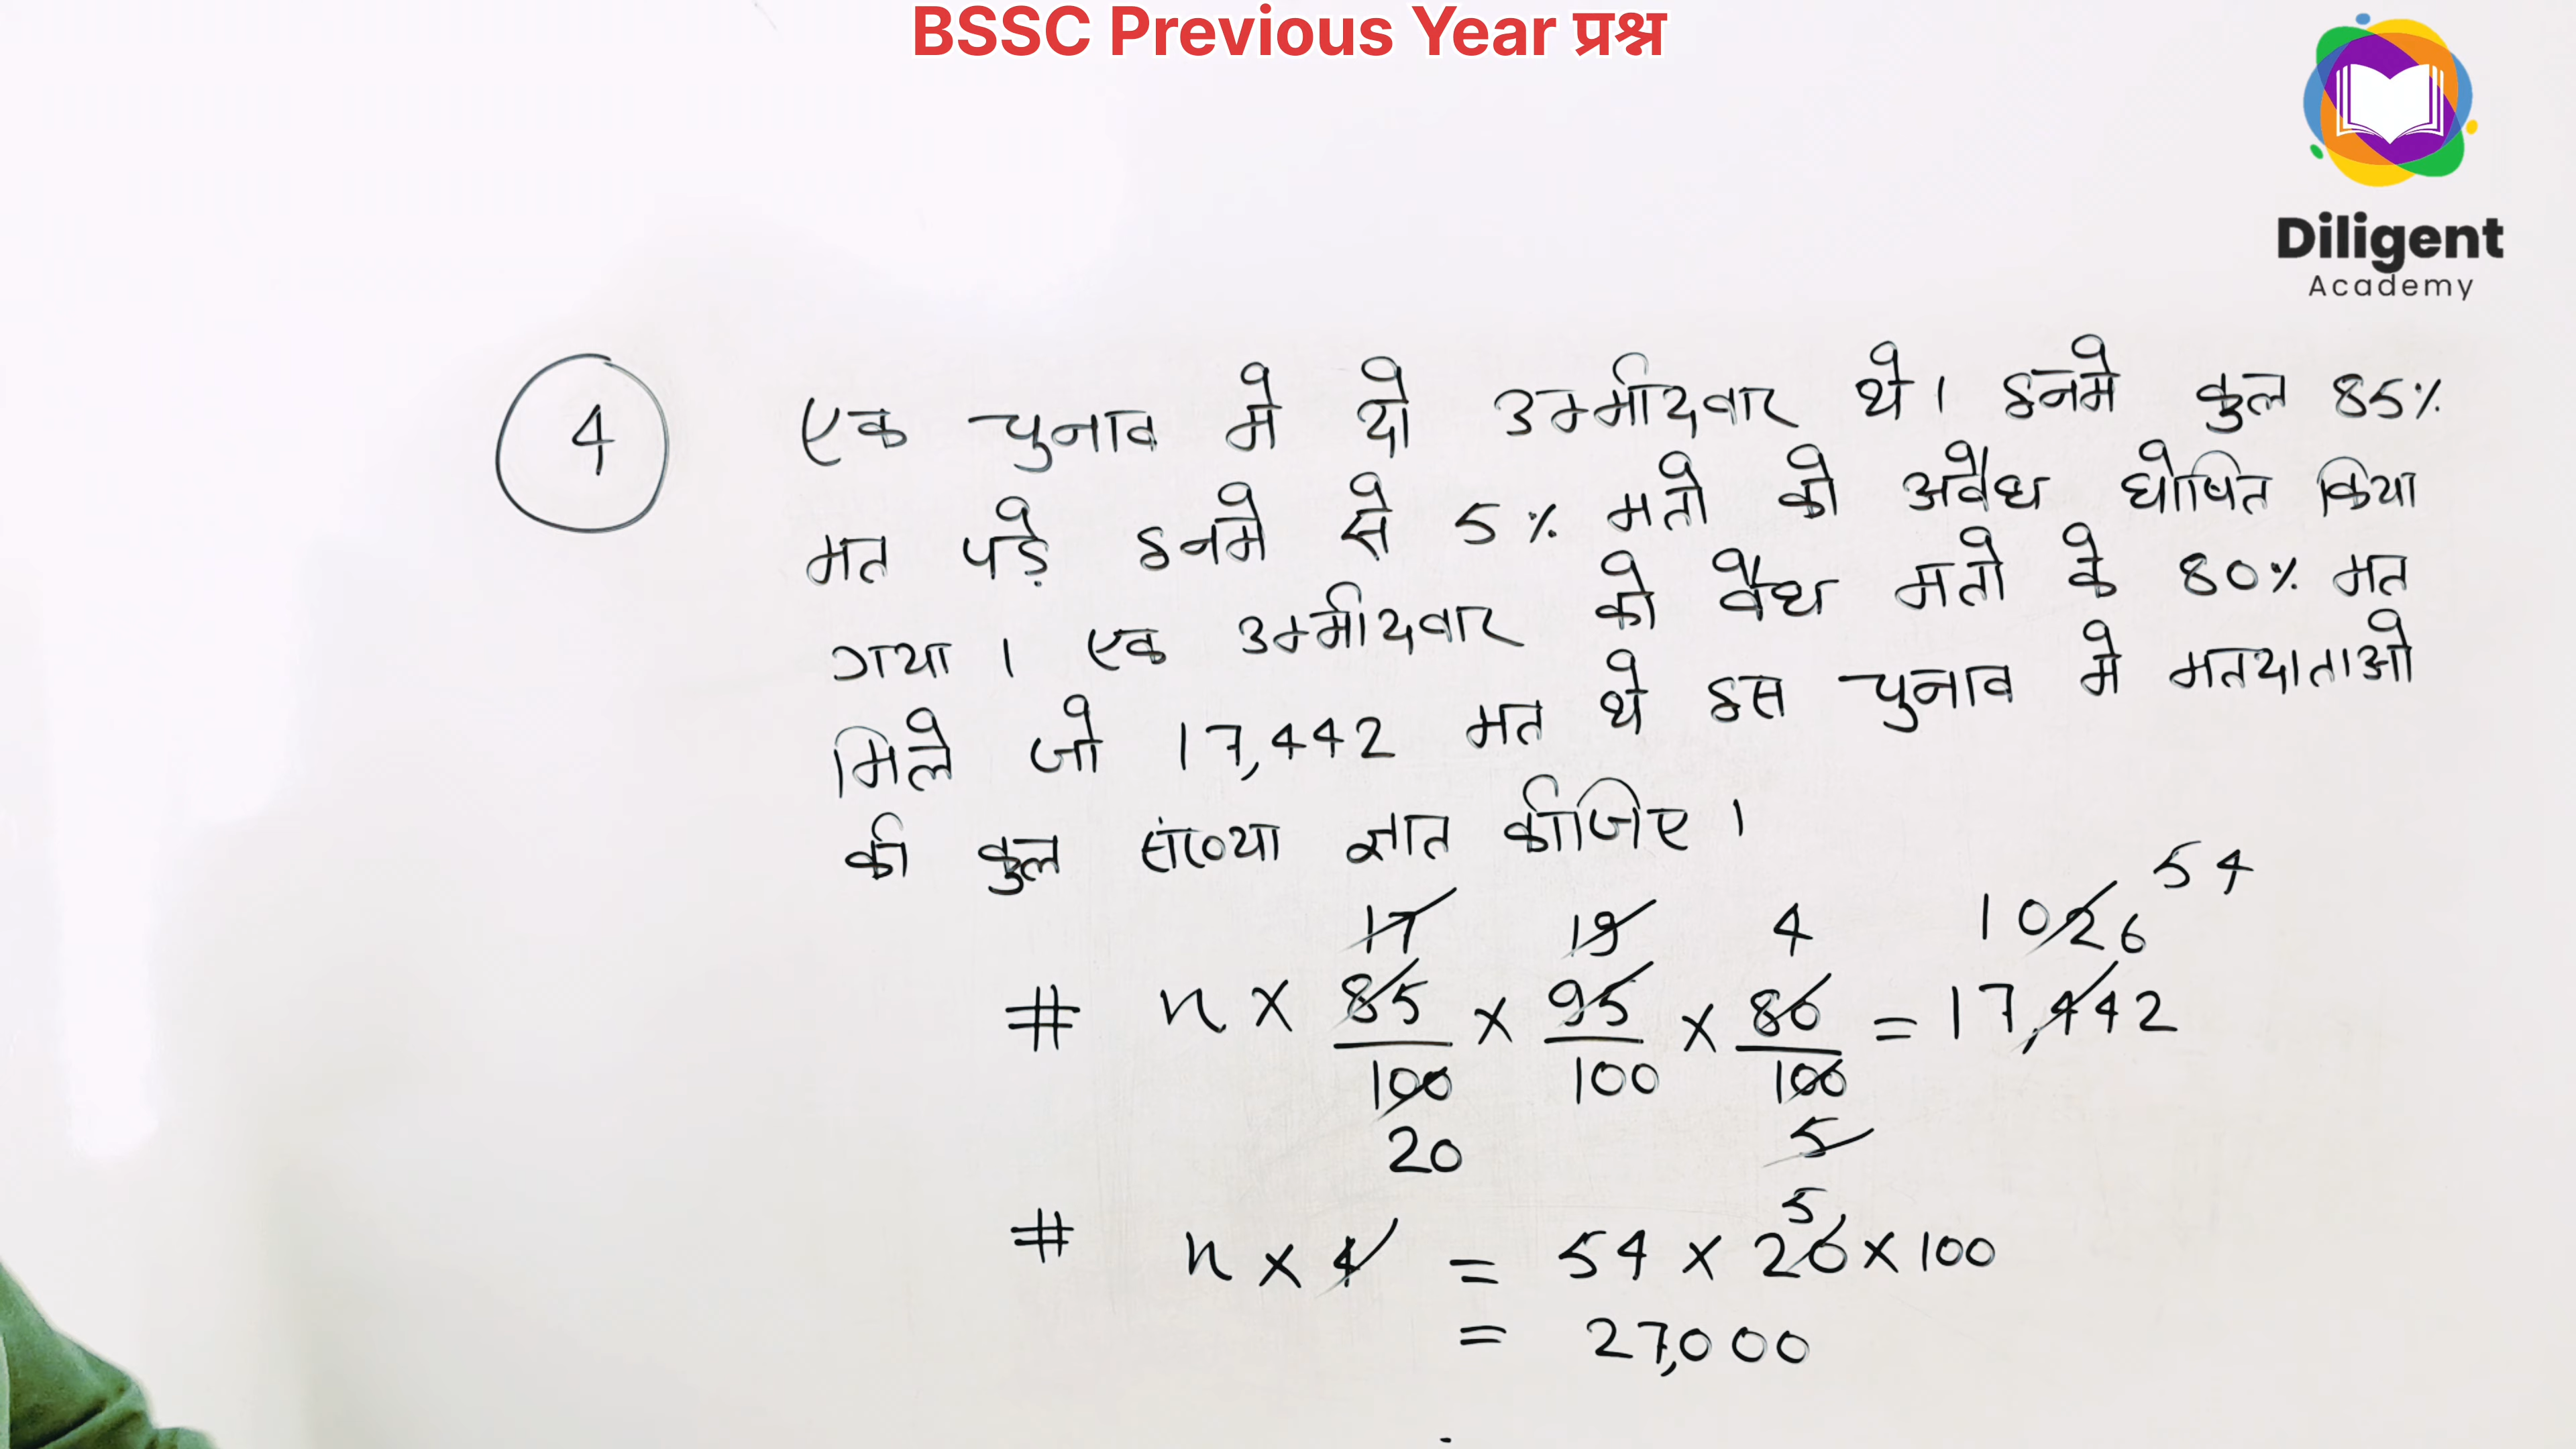 BSSC Previous Year प्रश्न
Diligent
Academy
4
एक चुनाव मे दो उम्मीदवार थे। इनमे कुल 85%
मत पड़े इनमे से 5% मतो को अवैध घोषित किया
गया। एक उम्मीदवार को वैध मतो के 80% मत
मिले जो 17,442 मत थे इस चुनाव मे मतदाताओ
की कुल संख्या ज्ञात कीजिए।
17 19 4 1026 54
# n × 85/100 × 95/100 × 80/100 = 17,442
20 5
5
# n × 4 = 54 × 20 × 100
= 27,000